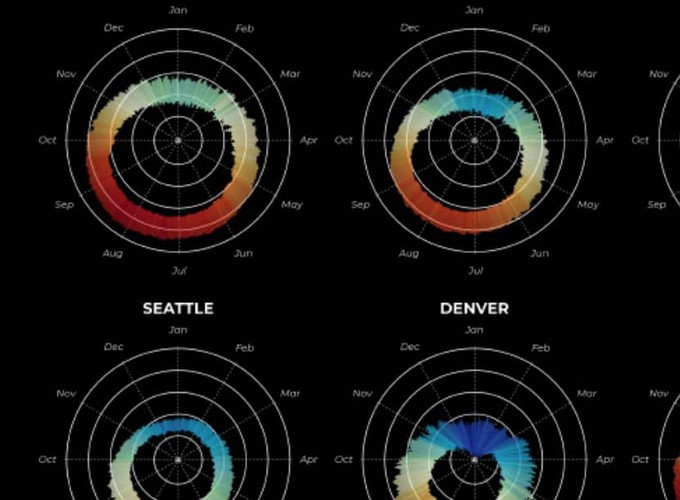 Jan Jan
Dec Feb Dec Feb
Nov Mar Nov Mar Nov
Oct Apr Oct Apr Oct
Sep May Sep May Sep
Aug Jun Aug Jun
Jul Jul
SEATTLE DENVER
Jan Jan
Dec Feb Dec Feb
Nov Mar Nov Mar Nov
Oct Apr Oct Apr Oct